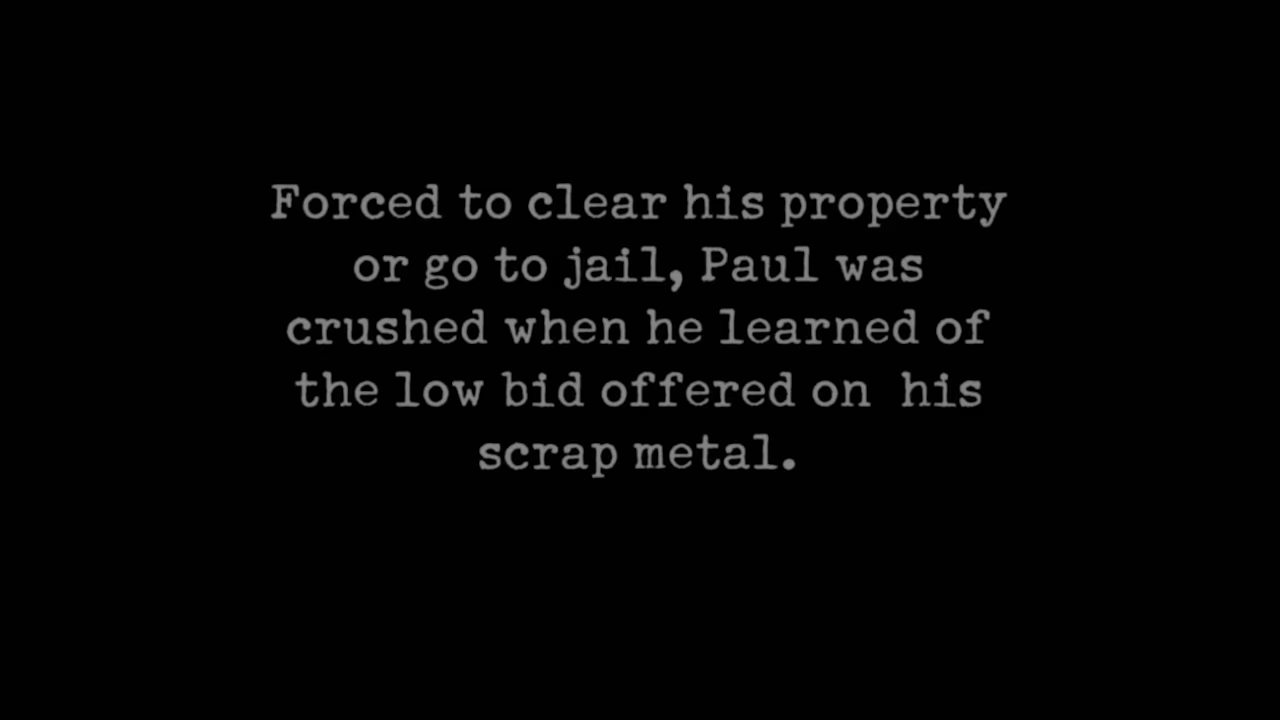 Forced to clear his property
or go to jail, Paul was
crushed when he learned of
the low bid offered on  his
scrap metal.